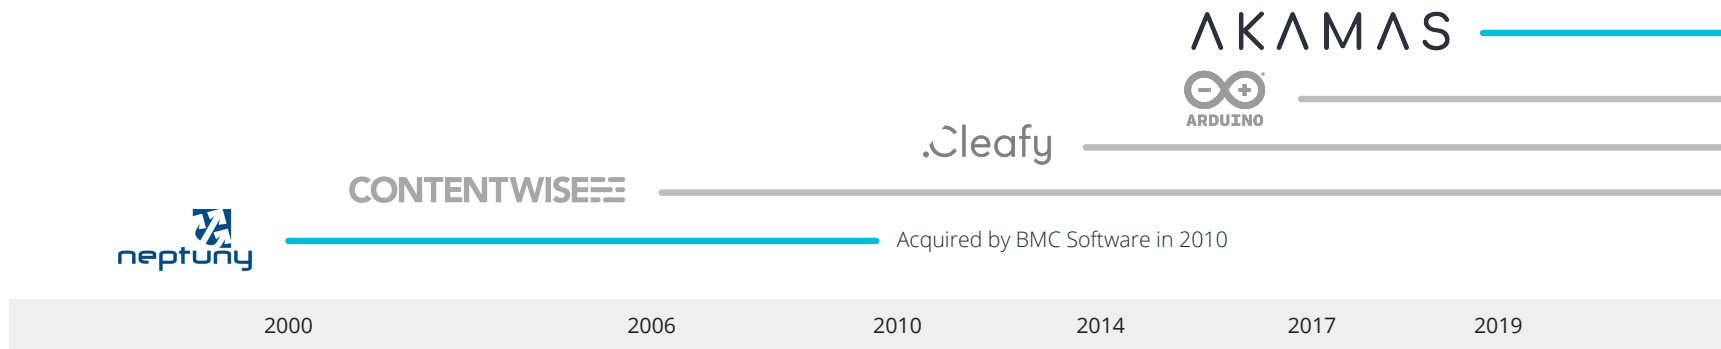 AKAMAS
ARDUINO
.Cleafy
CONTENTWISE
neptuny
Acquired by BMC Software in 2010
2000 2006 2010 2014 2017 2019